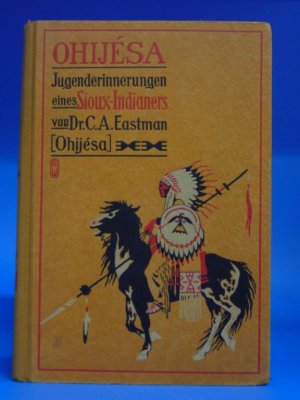 OHIJÉSA
Jugenderinnerungen
eines Sioux-Indianers
von Dr. C. A. Eastman
[Ohijésa]